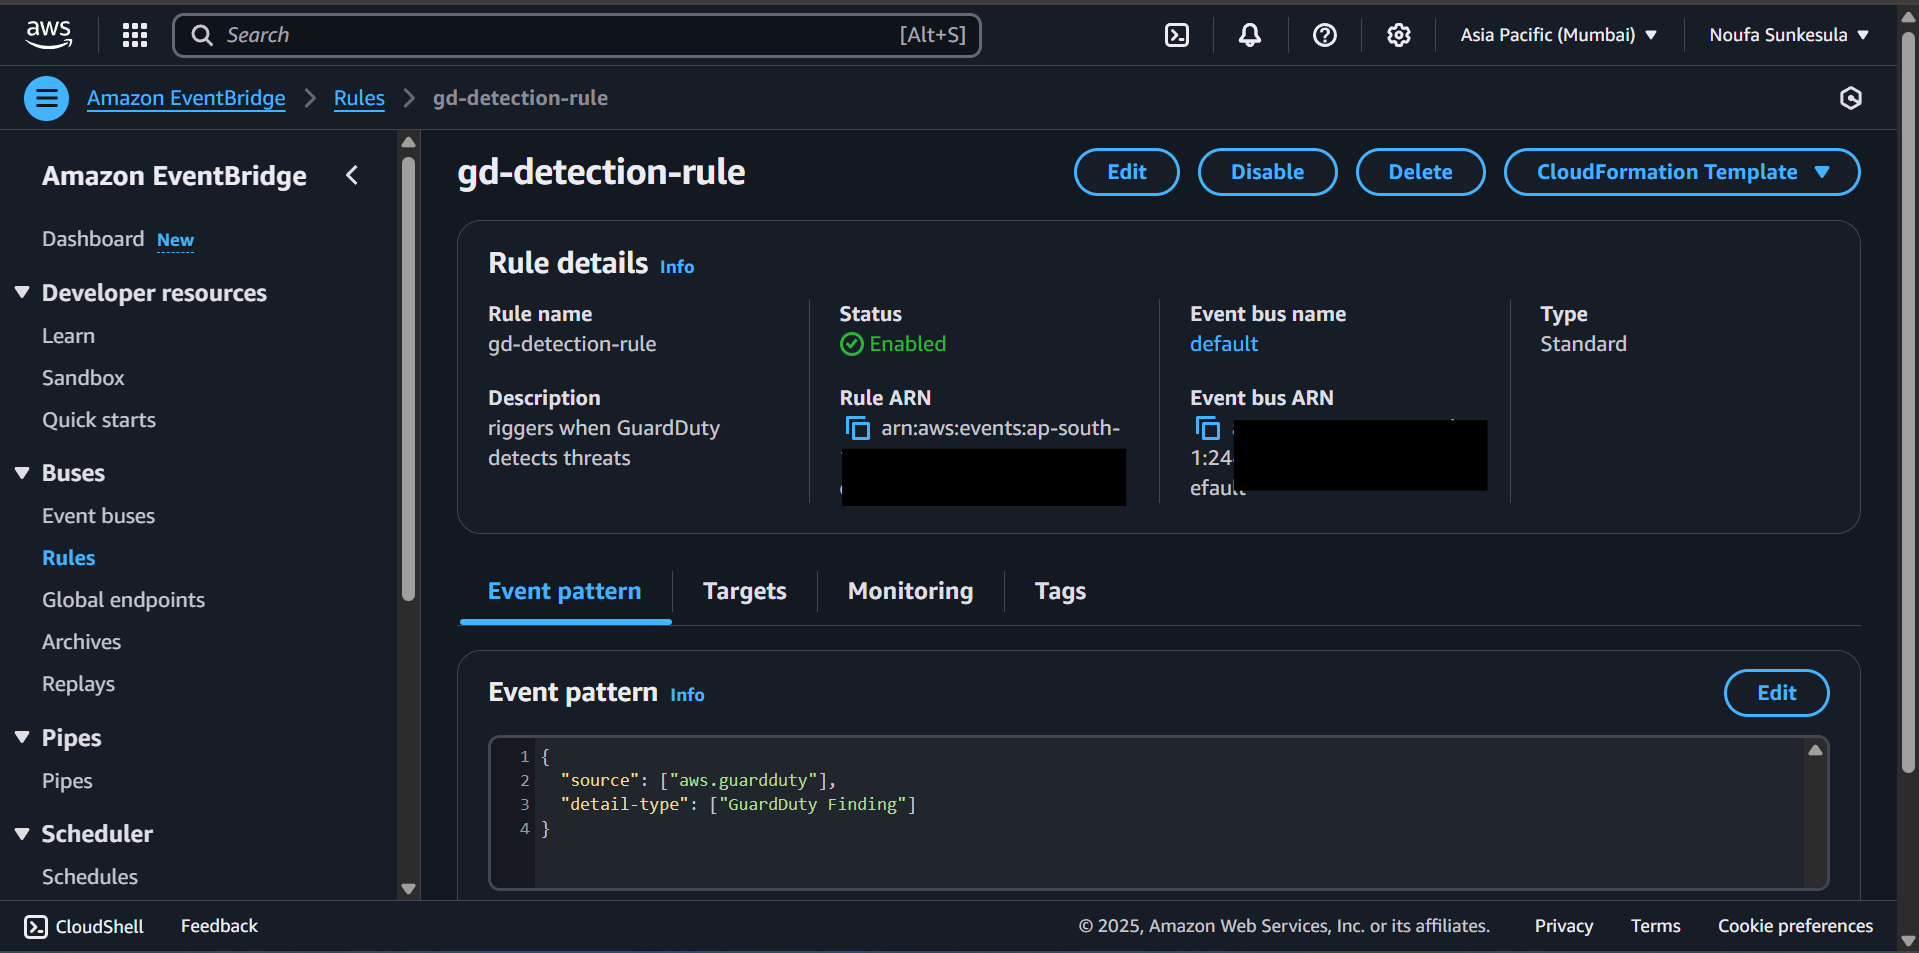 aws
Search
[Alt+S]
Asia Pacific (Mumbai)
Noufa Sunkesula
Amazon EventBridge
Rules
gd-detection-rule
Amazon EventBridge
Dashboard New
Developer resources
Learn
Sandbox
Quick starts
Buses
Event buses
Rules
Global endpoints
Archives
Replays
Pipes
Pipes
Scheduler
Schedules
gd-detection-rule
Edit
Disable
Delete
CloudFormation Template
Rule details Info
Rule name
gd-detection-rule
Description
riggers when GuardDuty
detects threats
Status
Enabled
Rule ARN
arn:aws:events:ap-south-
Event bus name
default
Event bus ARN
1:24
efault
Type
Standard
Event pattern
Targets
Monitoring
Tags
Event pattern Info
Edit
1 {
2 "source": ["aws.guardduty"],
3 "detail-type": ["GuardDuty Finding"]
4 }
CloudShell
Feedback
© 2025, Amazon Web Services, Inc. or its affiliates.
Privacy
Terms
Cookie preferences